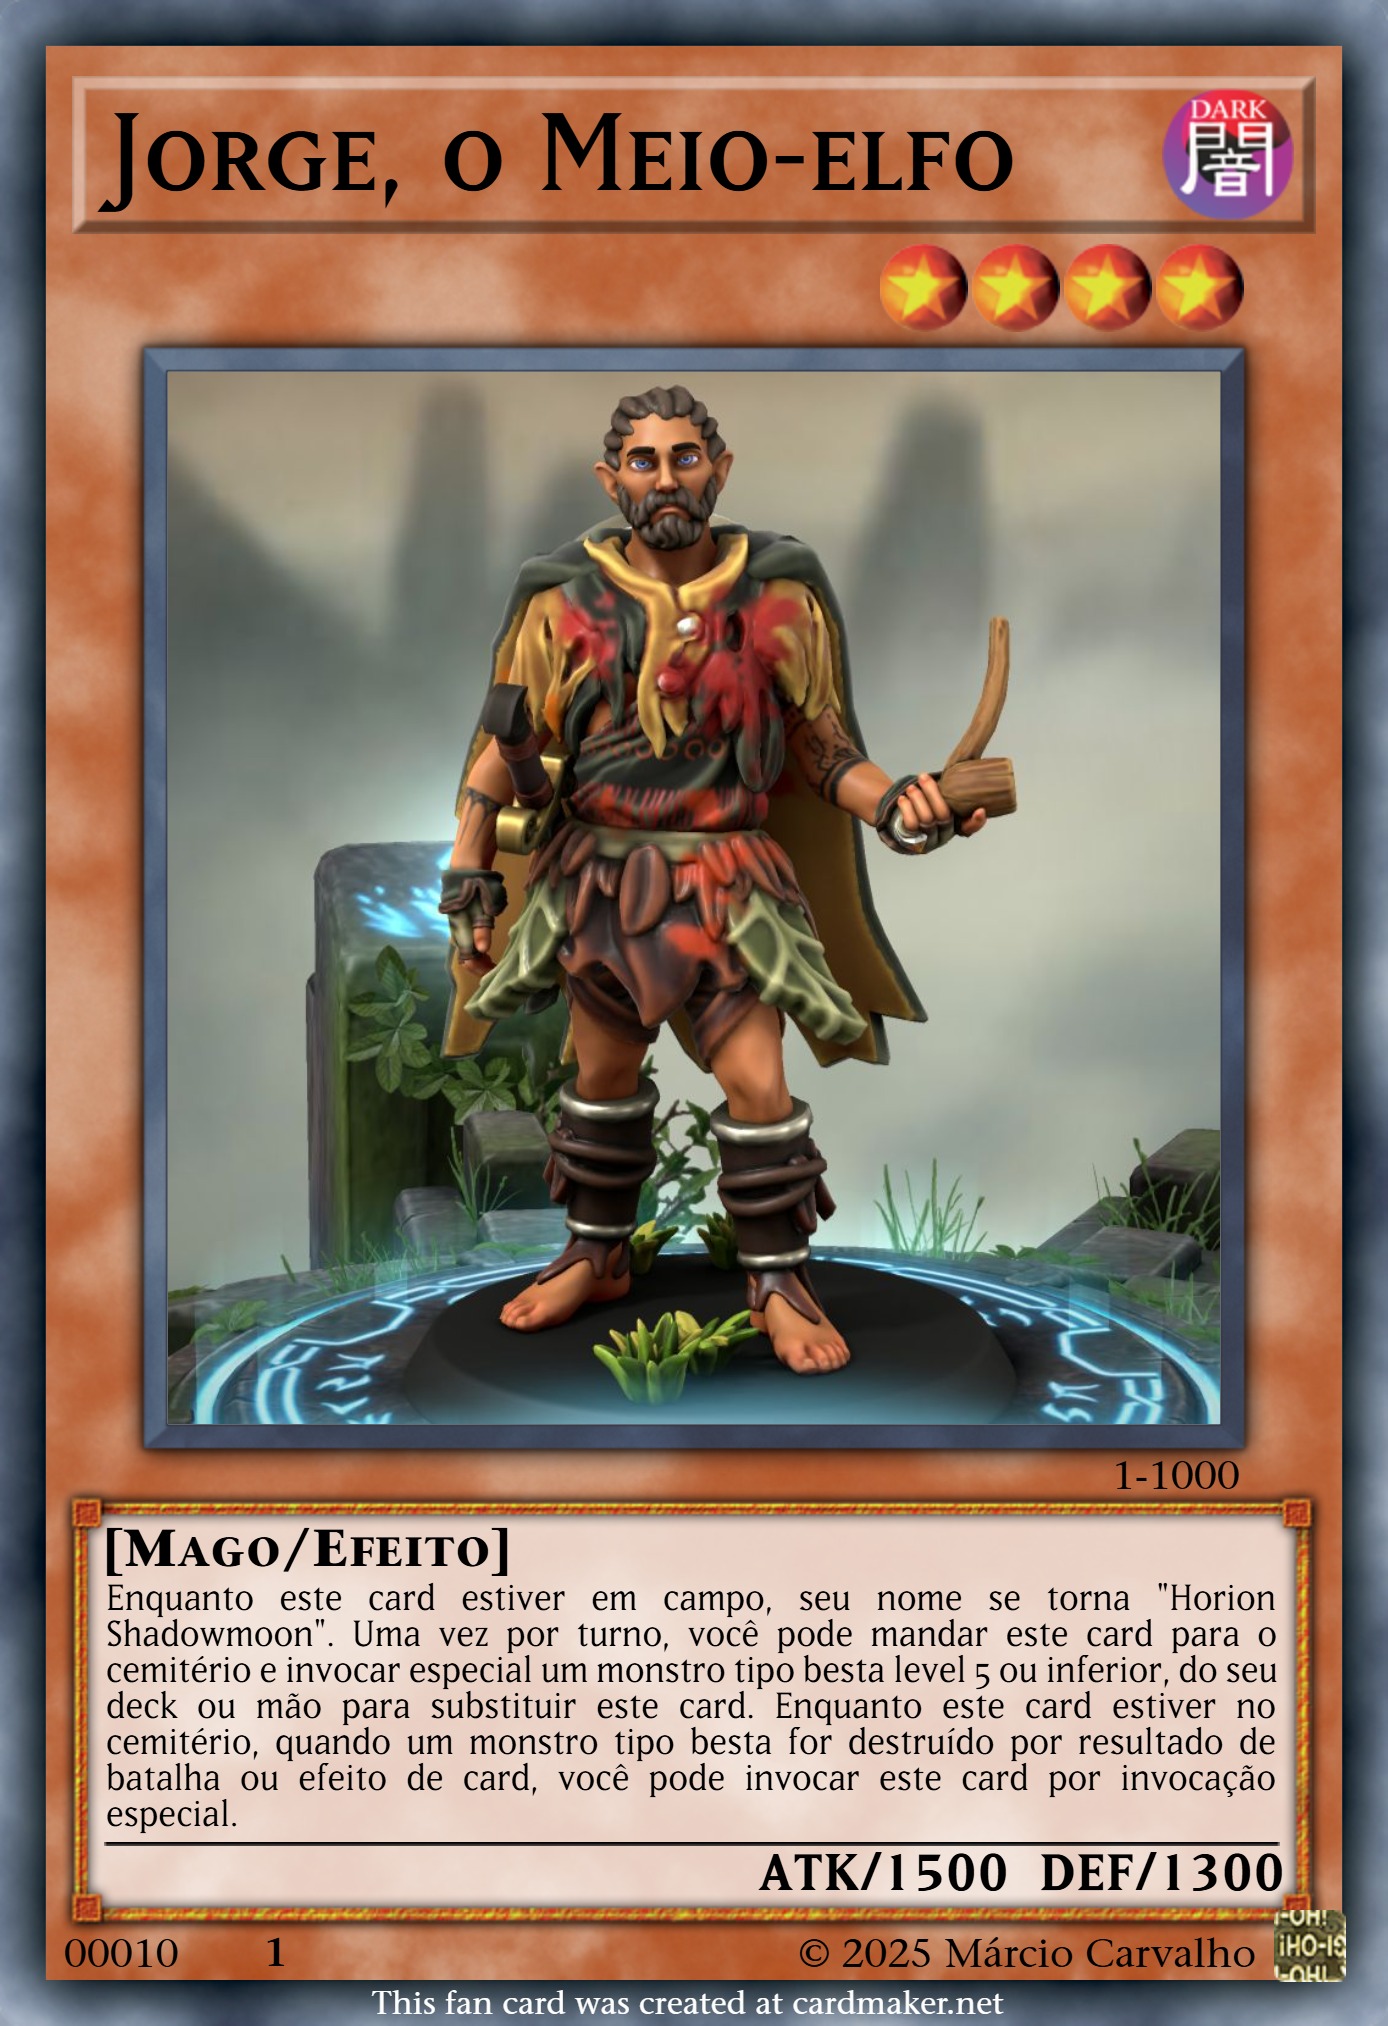 Jorge, o Meio-elfo
DARK
闇
1-1000
[Mago/Efeito]
Enquanto este card estiver em campo, seu nome se torna "Horion
Shadowmoon". Uma vez por turno, você pode mandar este card para o
cemitério e invocar especial um monstro tipo besta level 5 ou inferior, do seu
deck ou mão para substituir este card. Enquanto este card estiver no
cemitério, quando um monstro tipo besta for destruído por resultado de
batalha ou efeito de card, você pode invocar este card por invocação
especial.
ATK/1500 DEF/1300
00010 1 © 2025 Márcio Carvalho
This fan card was created at cardmaker.net